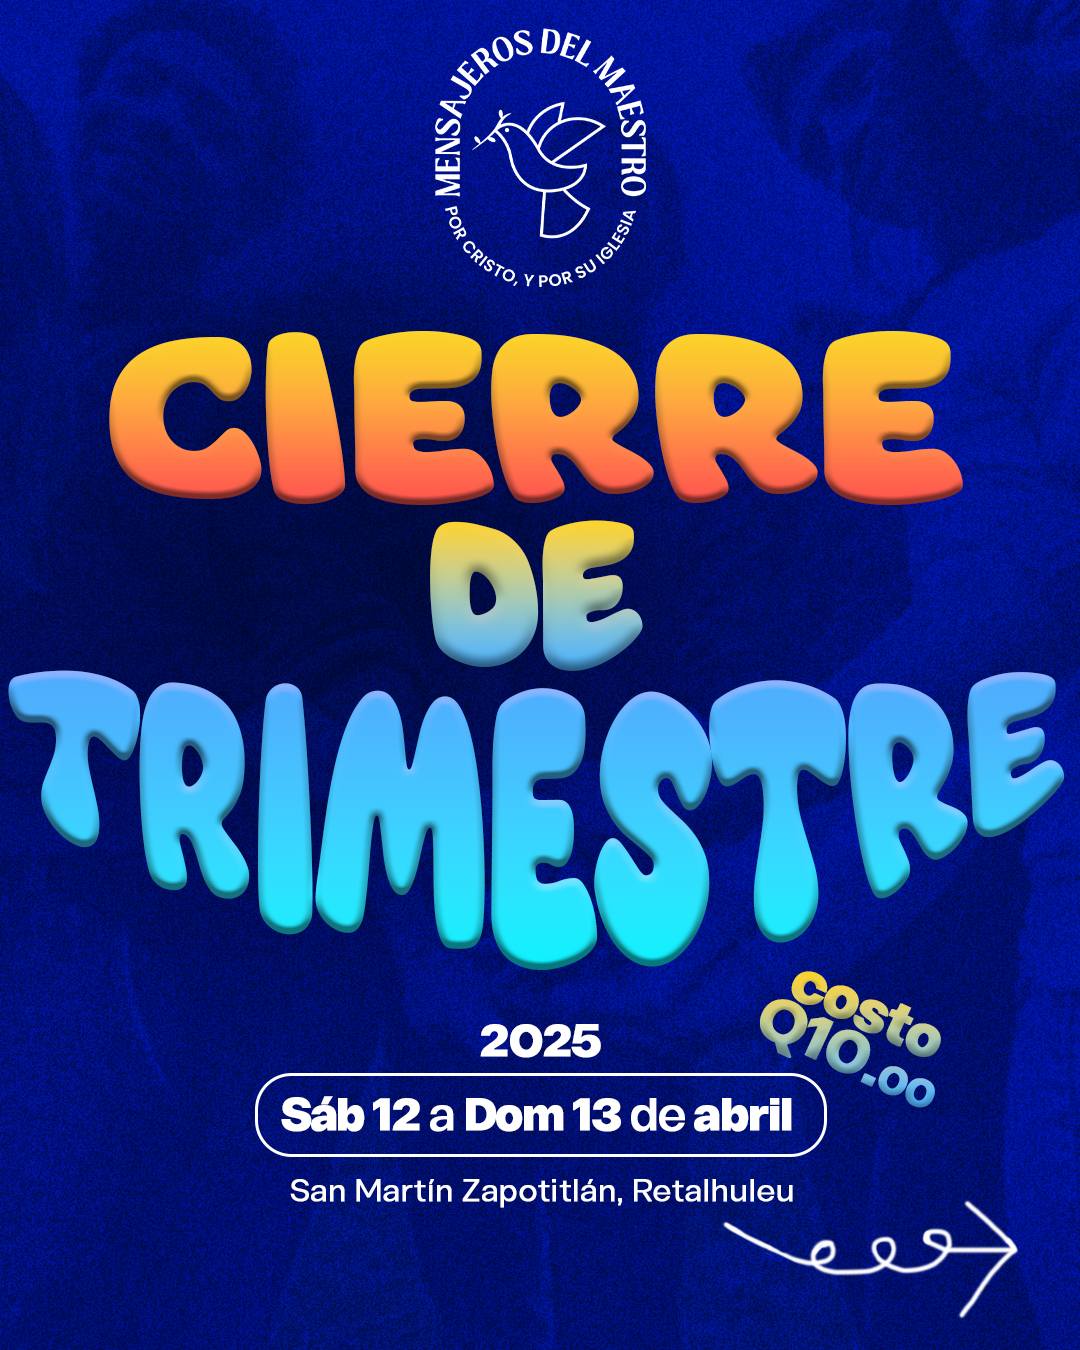 MENSAJEROS DEL MAESTRO
POR CRISTO, Y POR SU IGLESIA
CIERRE
DE
TRIMESTRE
costo
Q10.00
2025
Sáb 12 a Dom 13 de abril
San Martín Zapotitlán, Retalhuleu